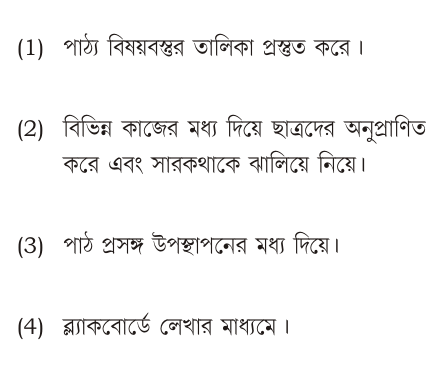 (1) পাঠ্য বিষয়বস্তুর তালিকা প্রস্তুত করে।
(2) বিভিন্ন কাজের মধ্য দিয়ে ছাত্রদের অনুপ্রাণিত
করে এবং সারকথাকে ঝালিয়ে নিয়ে।
(3) পাঠ প্রসঙ্গ উপস্থাপনের মধ্য দিয়ে।
(4) ব্ল্যাকবোর্ডে লেখার মাধ্যমে।